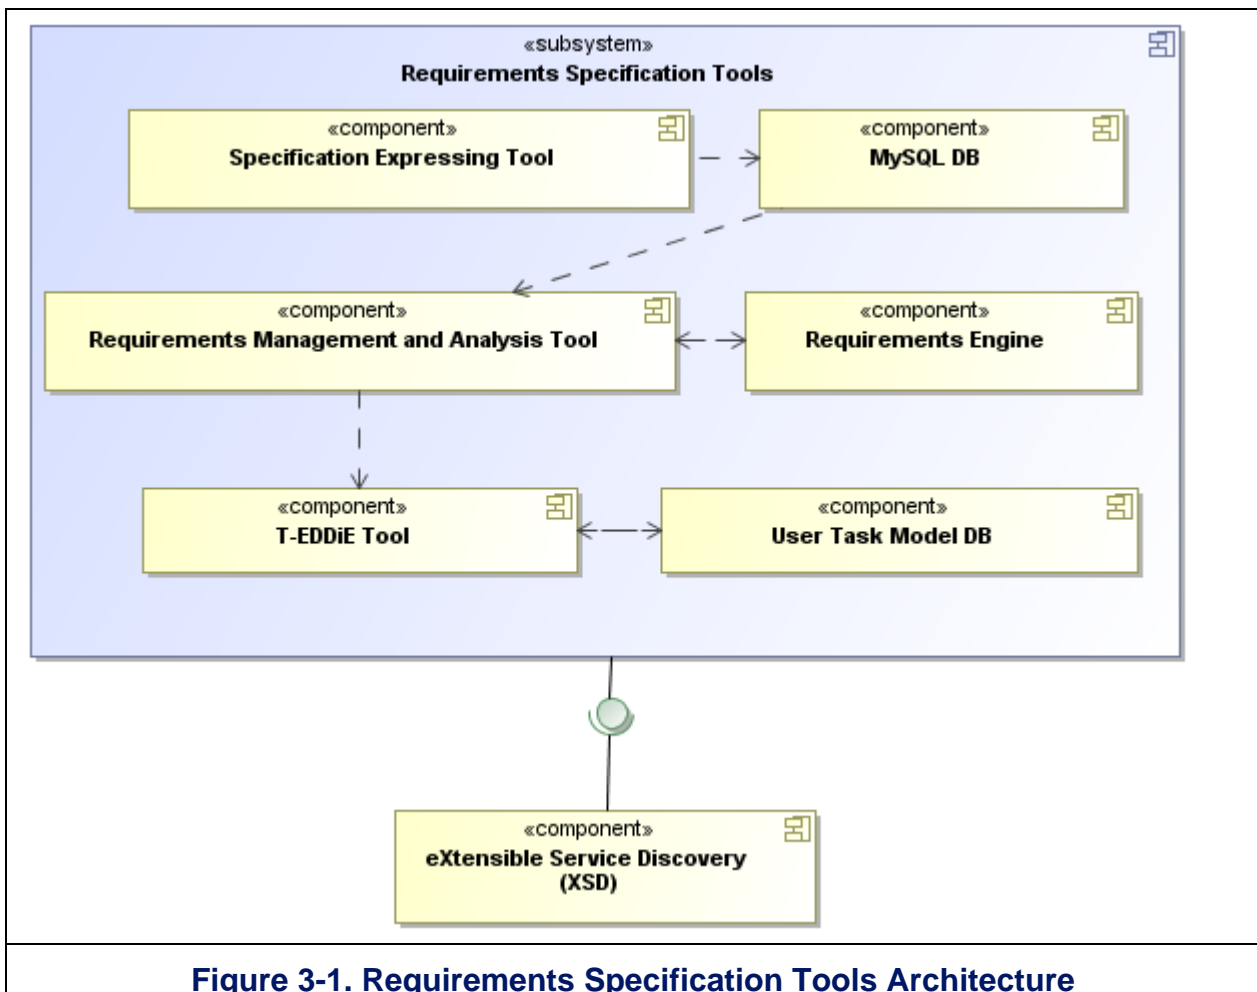 «subsystem»
Requirements Specification Tools
«component»
Specification Expressing Tool
«component»
MySQL DB
«component»
Requirements Management and Analysis Tool
«component»
Requirements Engine
«component»
T-EDDiE Tool
«component»
User Task Model DB
«component»
eXtensible Service Discovery
(XSD)
Figure 3-1. Requirements Specification Tools Architecture